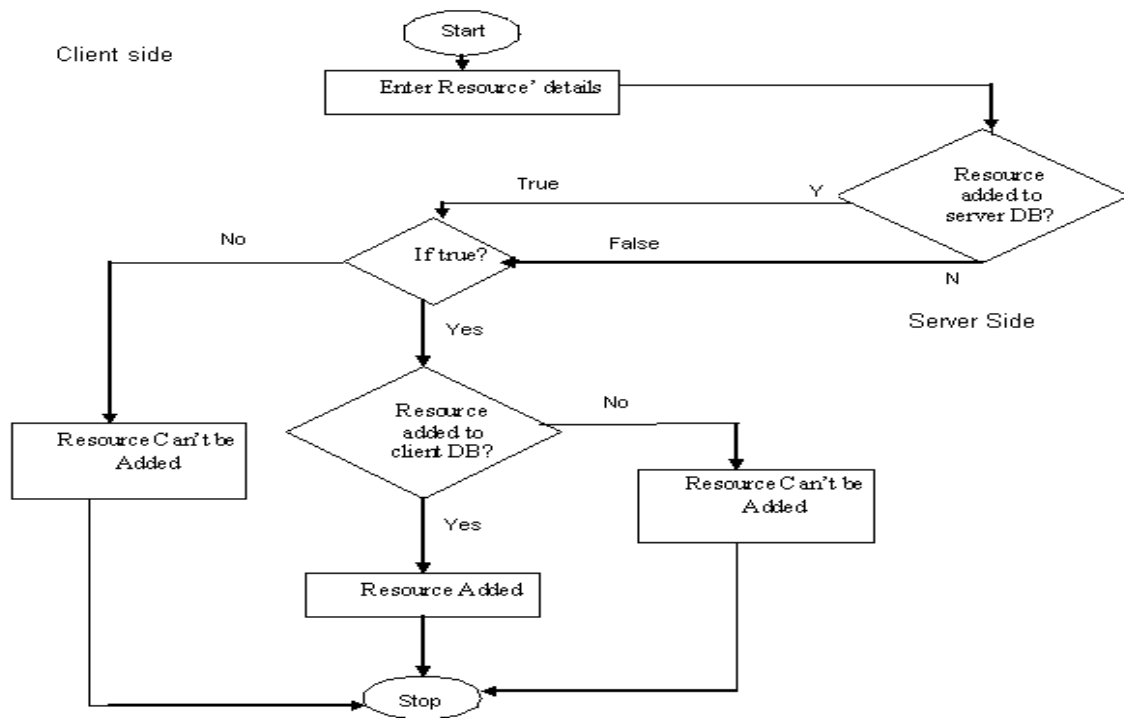 Start
Client side
Enter Resource' details
Resource
added to
server DB?
True
Y
No
False
If true?
N
Server Side
Yes
Resource
added to
client DB?
No
Resource Can't be
Added
Resource Can't be
Added
Yes
Resource Added
Stop